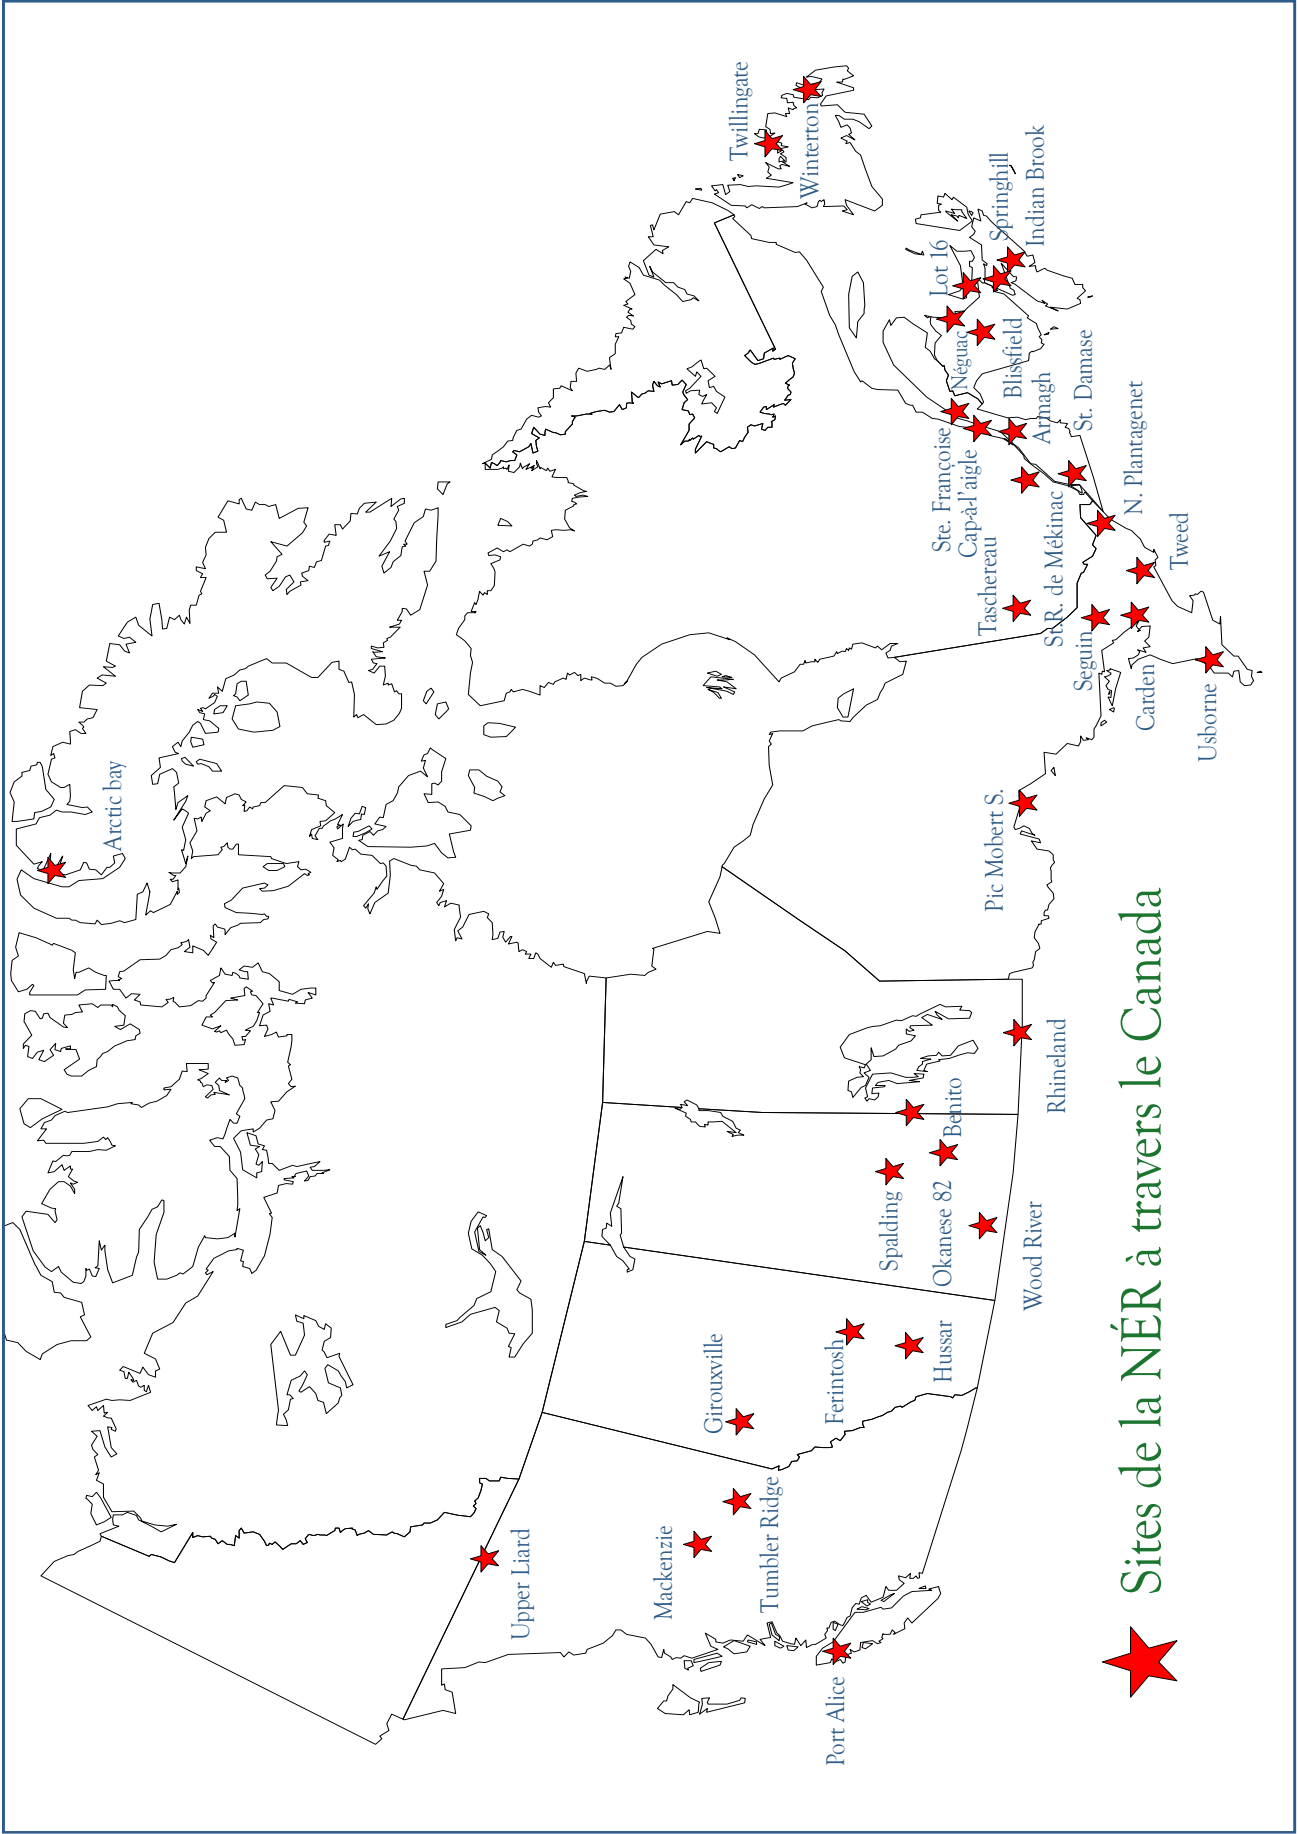 Arctic bay
Twillingate
Winterton
Upper Liard
Mackenzie
Tumbler Ridge
Girouxville
Port Alice
Ferintosh
Hussar
Spalding
Okanese 82
Benito
Wood River
Rhineland
Pic Mobert S.
Lot 16
Springhill
Indian Brook
Néguac
Blissfield
Ste. Françoise
Cap-à-l'aigle
Armagh
Taschereau
St. Damase
St.R. de Mékinac
N. Plantagenet
Seguin
Tweed
Carden
Usborne
Sites de la NÉR à travers le Canada